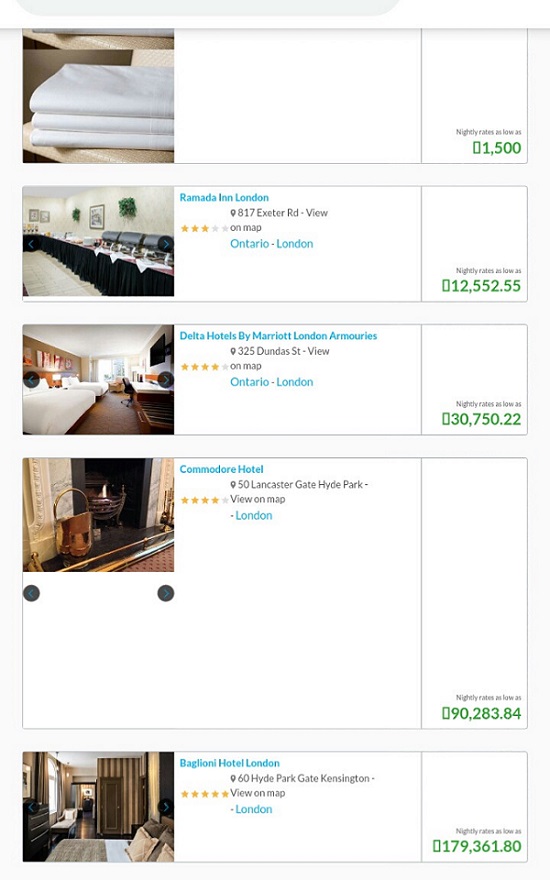 Nightly rates as low as
▯1,500
Ramada Inn London
817 Exeter Rd - View
on map
Ontario - London
Nightly rates as low as
▯12,552.55
Delta Hotels By Marriott London Armouries
325 Dundas St - View
on map
Ontario - London
Nightly rates as low as
▯30,750.22
Commodore Hotel
50 Lancaster Gate Hyde Park -
View on map
- London
Nightly rates as low as
▯90,283.84
Baglioni Hotel London
60 Hyde Park Gate Kensington -
View on map
- London
Nightly rates as low as
▯179,361.80